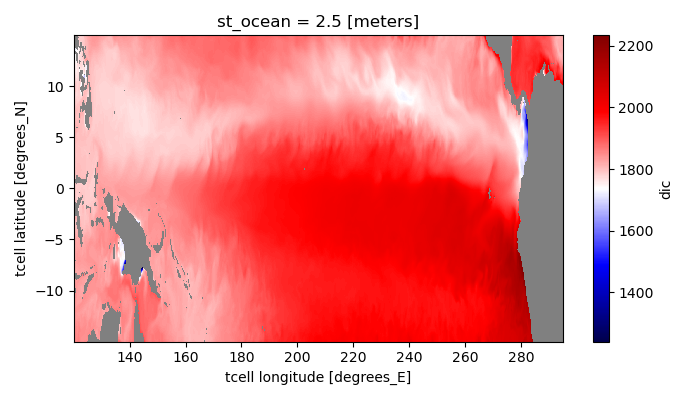 st_ocean = 2.5 [meters]
tcell latitude [degrees_N]
10
5
0
−5
−10
140 160 180 200 220 240 260 280
tcell longitude [degrees_E]
2200
2000
1800
1600
1400
dic